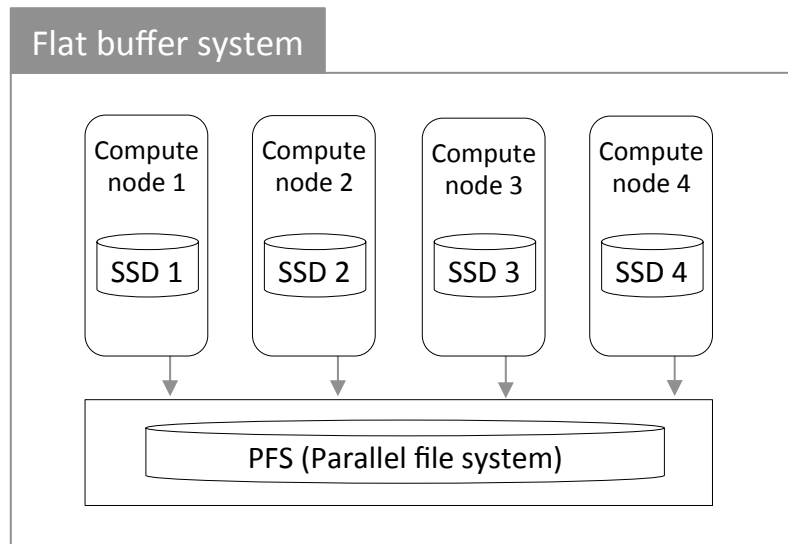 Flat buffer system
Compute
node 1
Compute
node 2
Compute
node 3
Compute
node 4
SSD 1
SSD 2
SSD 3
SSD 4
PFS (Parallel file system)